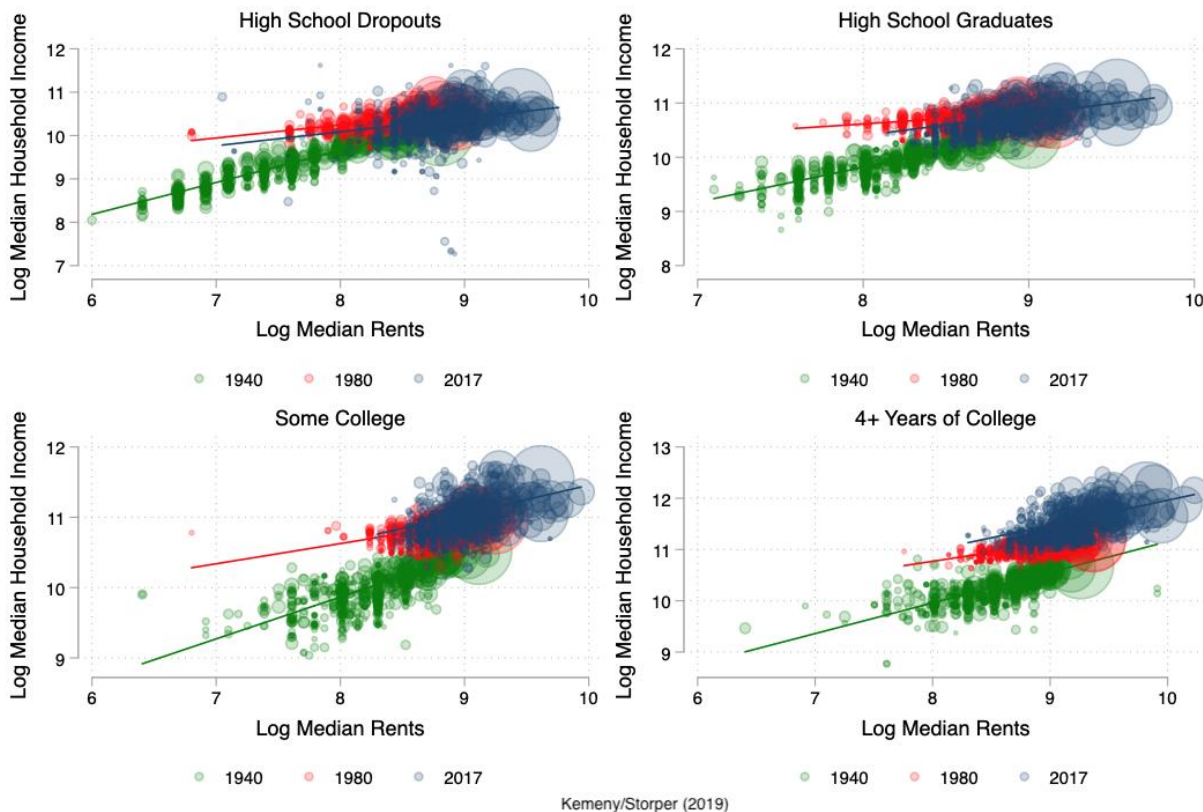 High School Dropouts
Log Median Household Income
12
11
10
9
8
7
6 7 8 9 10
Log Median Rents
1940 1980 2017
High School Graduates
Log Median Household Income
12
11
10
9
8
7 8 9 10
Log Median Rents
1940 1980 2017
Some College
Log Median Household Income
12
11
10
9
6 7 8 9 10
Log Median Rents
1940 1980 2017
4+ Years of College
Log Median Household Income
13
12
11
10
9
6 7 8 9 10
Log Median Rents
1940 1980 2017
Kemeny/Storper (2019)